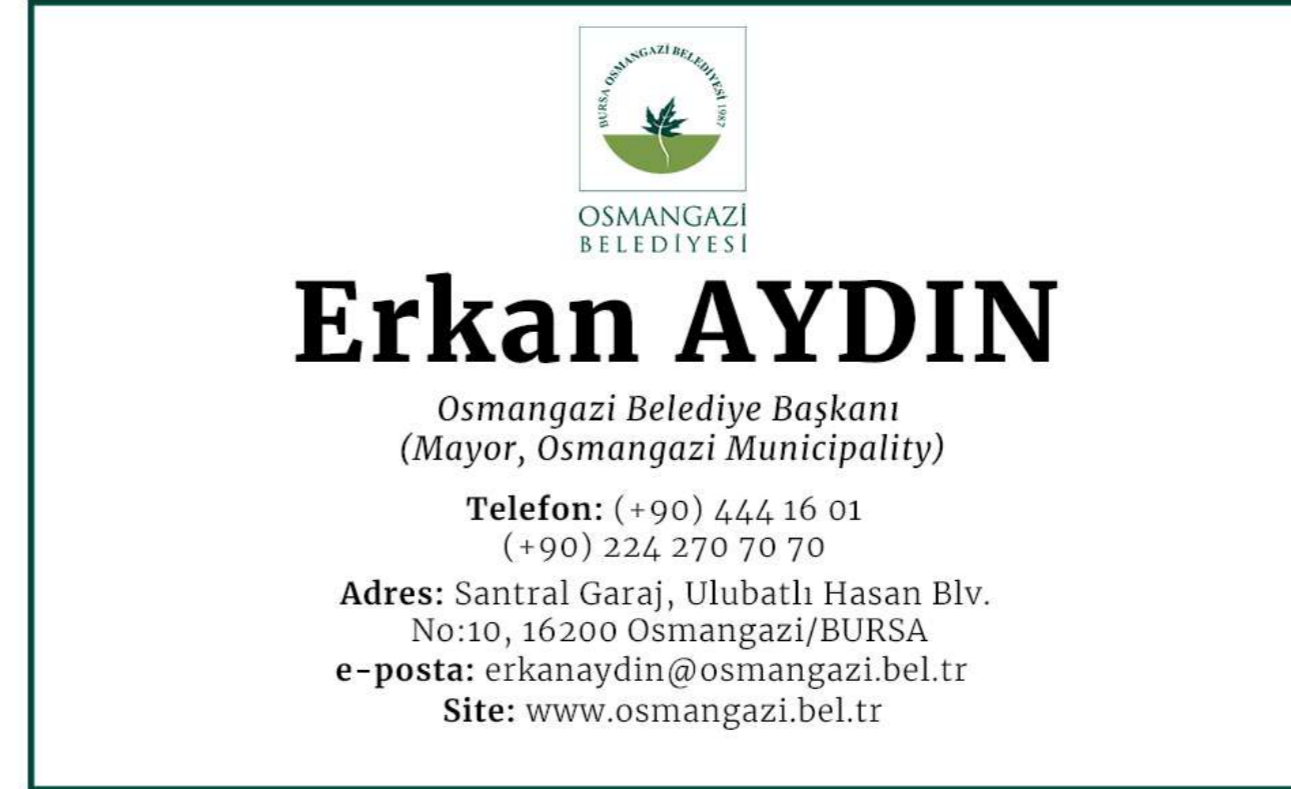 BURSA OSMANGAZİ BELEDİYESİ 1987
OSMANGAZİ
BELEDİYESİ
Erkan AYDIN
Osmangazi Belediye Başkanı
(Mayor, Osmangazi Municipality)
Telefon: (+90) 444 16 01
(+90) 224 270 70 70
Adres: Santral Garaj, Ulubatlı Hasan Blv.
No:10, 16200 Osmangazi/BURSA
e-posta: erkanaydin@osmangazi.bel.tr
Site: www.osmangazi.bel.tr